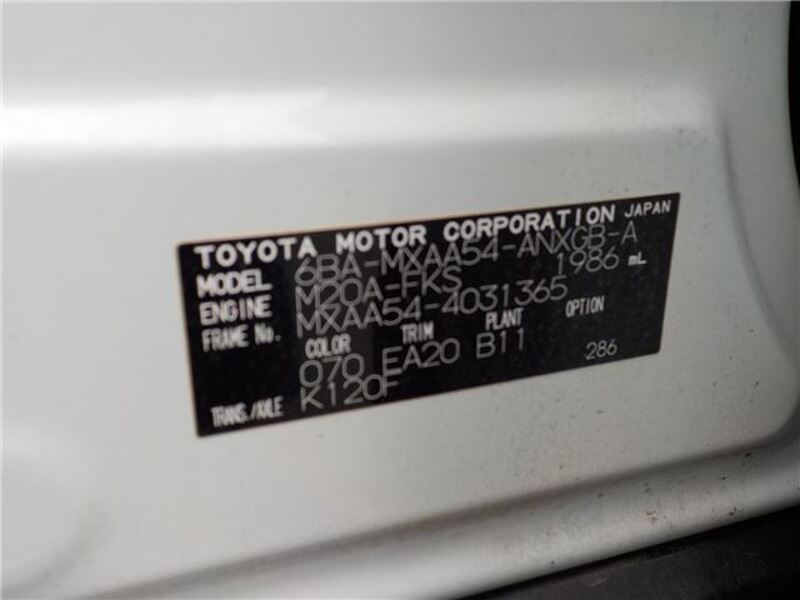 TOYOTA MOTOR CORPORATION JAPAN
MODEL 6BA-MXAA54-ANXGB-A
ENGINE M20A-FKS 1986 mL
FRAME No. MXAA54-4031365
COLOR TRIM PLANT OPTION
070 EA20 B11 286
TRANS./AXLE K120F